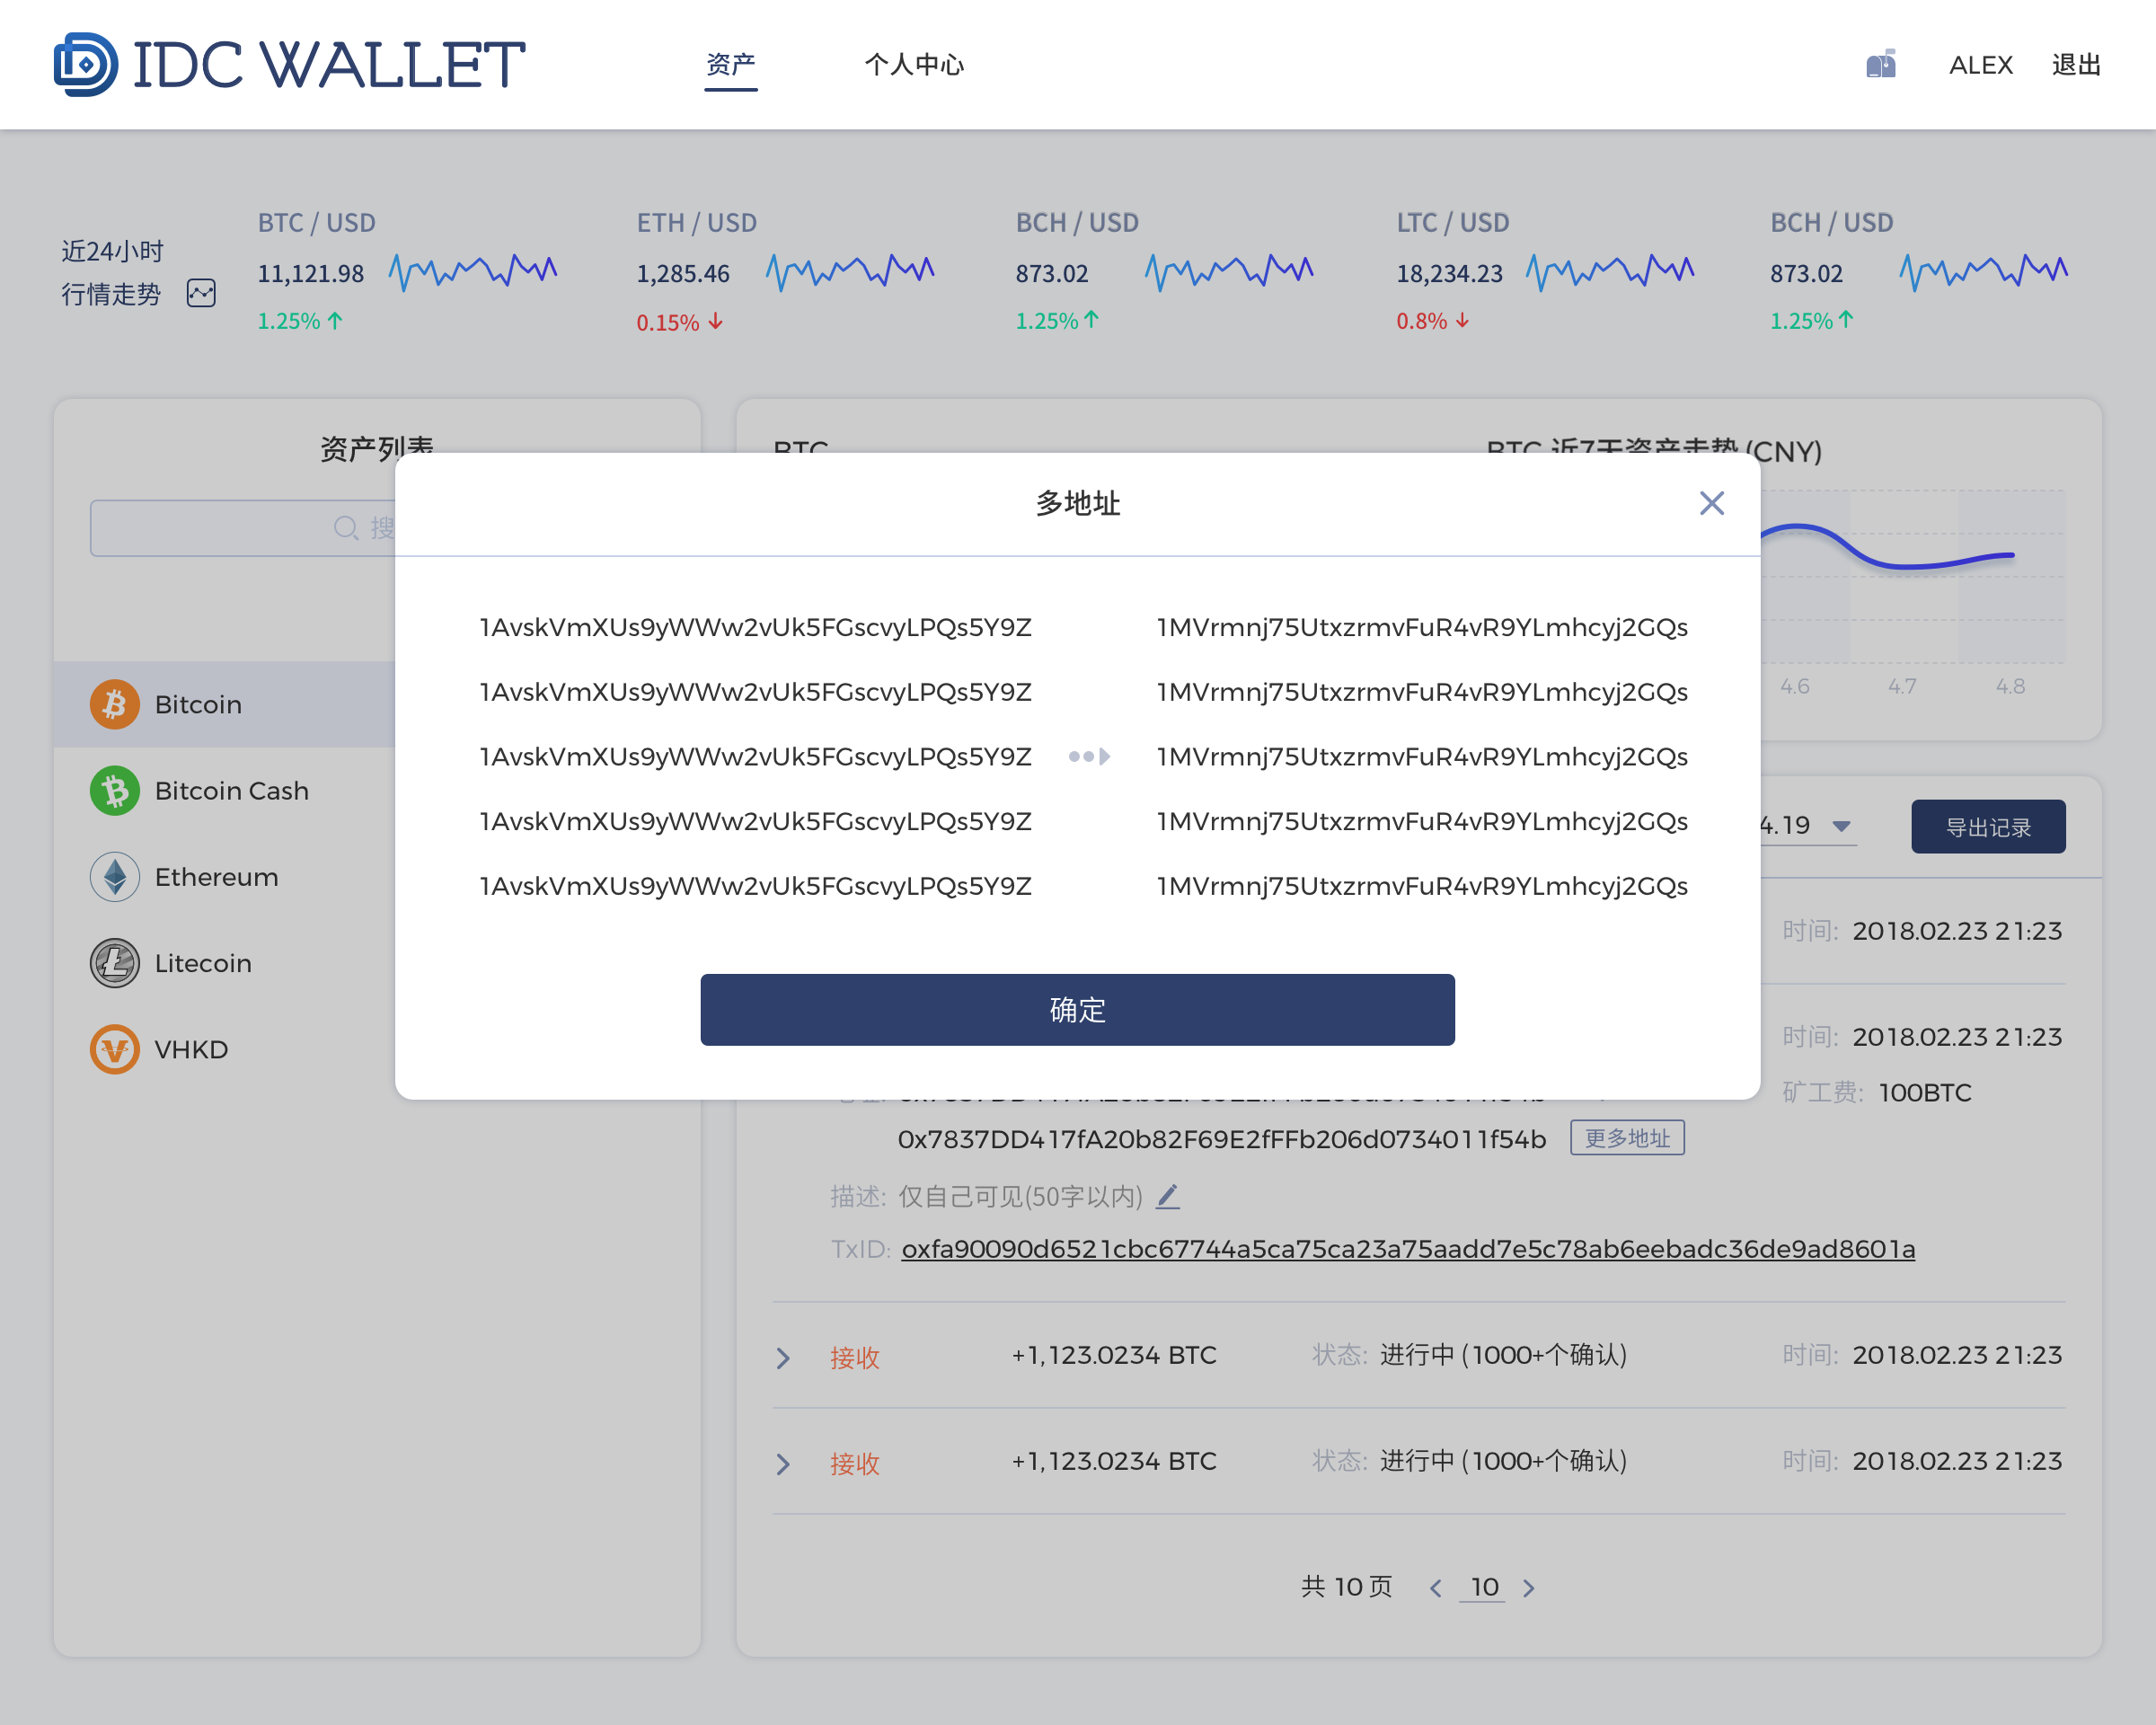 IDC WALLET
资产
个人中心
ALEX
退出
近24小时
行情走势
BTC / USD
11,121.98
1.25%
ETH / USD
1,285.46
0.15%
BCH / USD
873.02
1.25%
LTC / USD
18,234.23
0.8%
BCH / USD
873.02
1.25%
资产列表
搜
Bitcoin
Bitcoin Cash
Ethereum
Litecoin
VHKD
BTC
BTC 近7天资产走势 (CNY)
4.6
4.7
4.8
多地址
1AvskVmXUs9yWWw2vUk5FGscvyLPQs5Y9Z
1MVrmnj75UtxzrmvFuR4vR9YLmhcyj2GQs
1AvskVmXUs9yWWw2vUk5FGscvyLPQs5Y9Z
1MVrmnj75UtxzrmvFuR4vR9YLmhcyj2GQs
1AvskVmXUs9yWWw2vUk5FGscvyLPQs5Y9Z
1MVrmnj75UtxzrmvFuR4vR9YLmhcyj2GQs
1AvskVmXUs9yWWw2vUk5FGscvyLPQs5Y9Z
1MVrmnj75UtxzrmvFuR4vR9YLmhcyj2GQs
1AvskVmXUs9yWWw2vUk5FGscvyLPQs5Y9Z
1MVrmnj75UtxzrmvFuR4vR9YLmhcyj2GQs
确定
4.19
导出记录
时间: 2018.02.23 21:23
时间: 2018.02.23 21:23
矿工费: 100BTC
0x7837DD417fA20b82F69E2fFFb206d0734011f54b
更多地址
描述: 仅自己可见(50字以内)
TxID: oxfa90090d6521cbc67744a5ca75ca23a75aadd7e5c78ab6eebadc36de9ad8601a
接收 +1,123.0234 BTC 状态: 进行中 (1000+个确认) 时间: 2018.02.23 21:23
接收 +1,123.0234 BTC 状态: 进行中 (1000+个确认) 时间: 2018.02.23 21:23
共 10 页 10